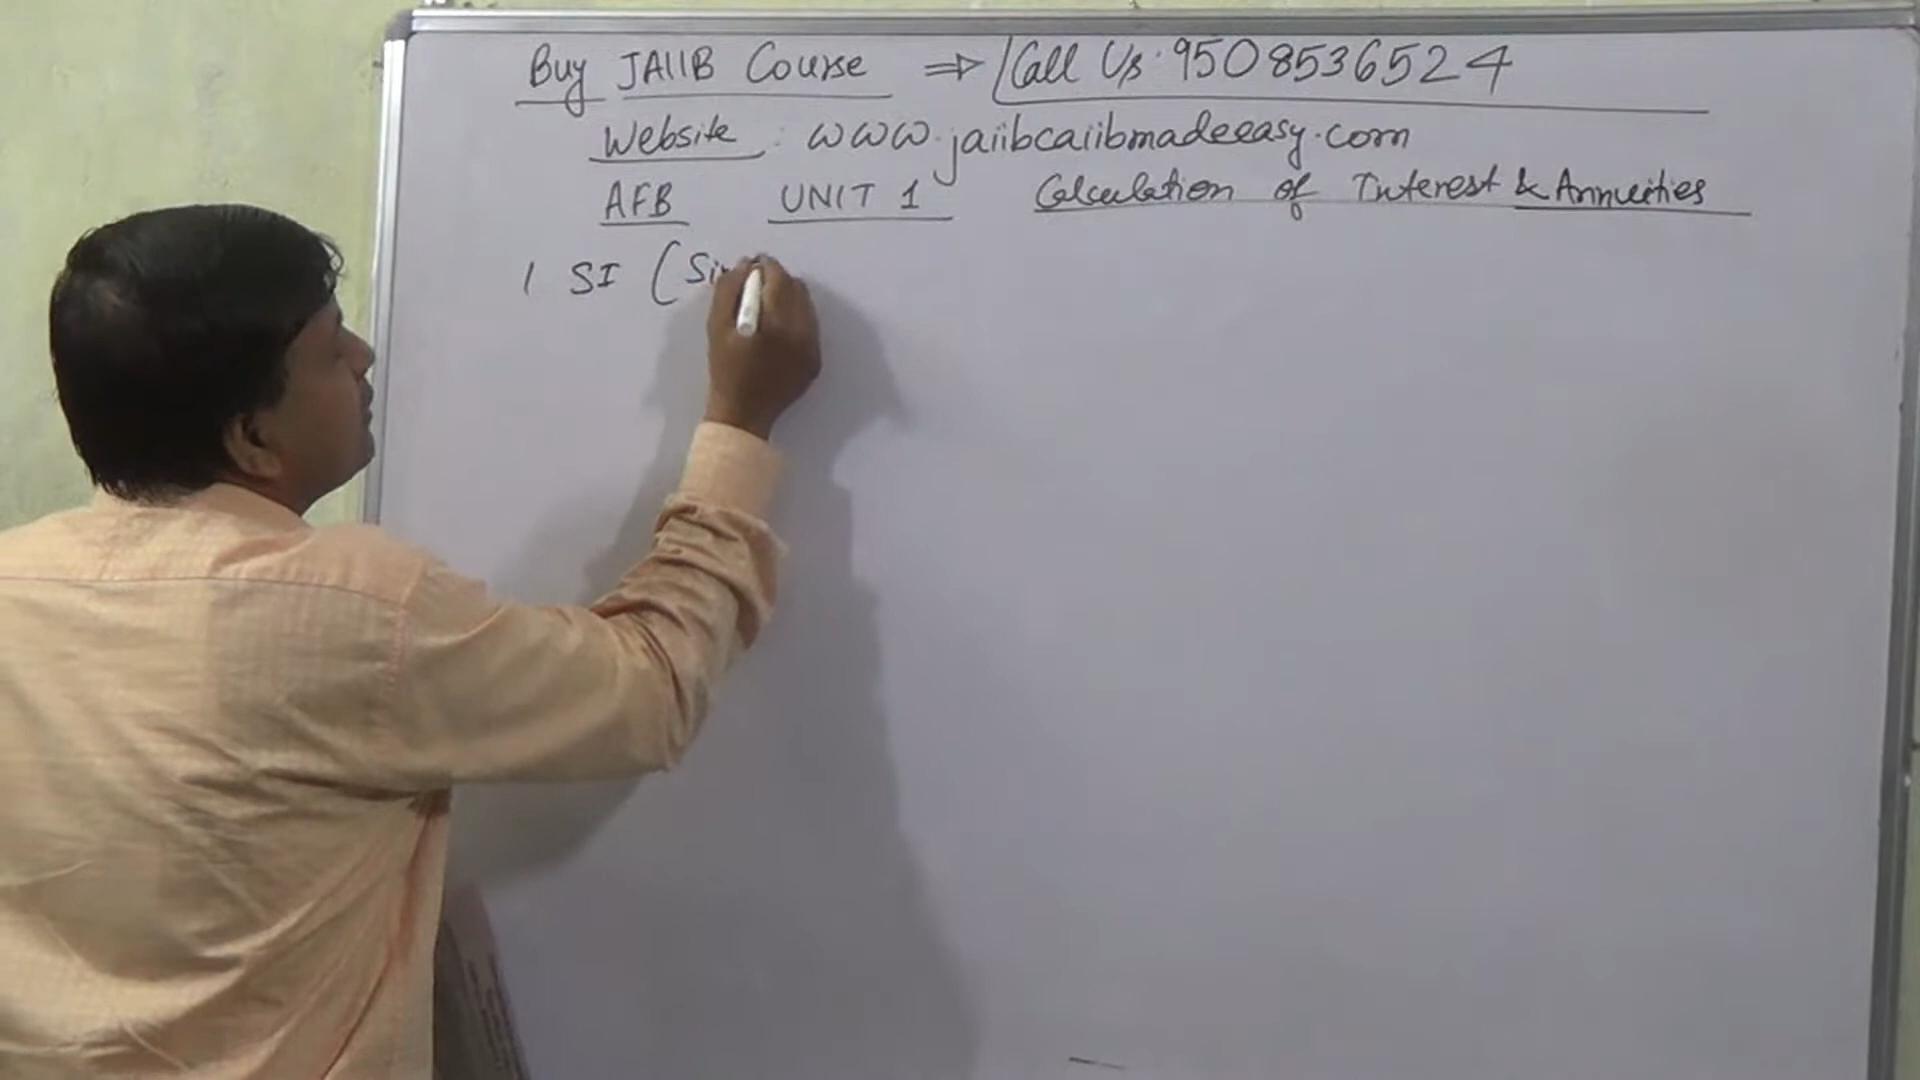 Buy JAIIB Course ⇒ Call Us: 9508536524
Website : www.jaiibcaiibmadeeasy.com
AFB UNIT 1 Calculation of Interest & Annuities
1 SI (Si